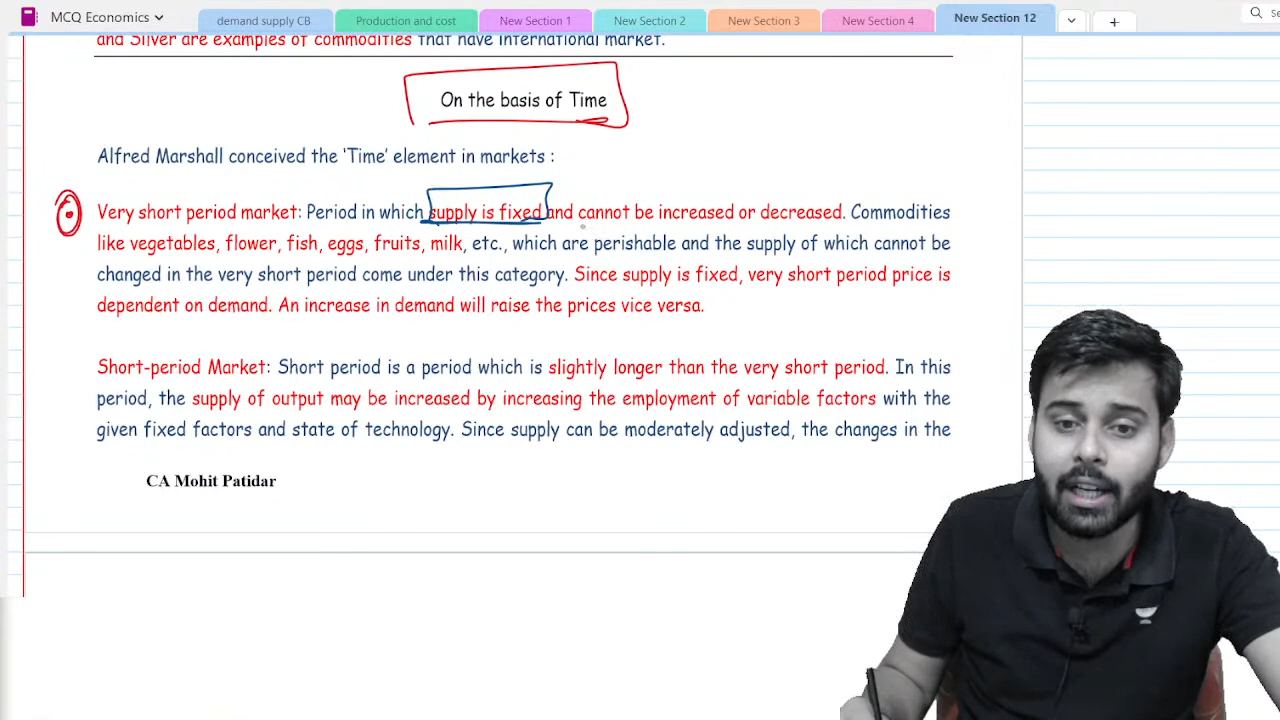 MCQ Economics
demand supply CB
Production and cost
New Section 1
New Section 2
New Section 3
New Section 4
New Section 12
and Silver are examples of commodities that have international market.
On the basis of Time
Alfred Marshall conceived the ‘Time’ element in markets :
Very short period market: Period in which supply is fixed and cannot be increased or decreased. Commodities
like vegetables, flower, fish, eggs, fruits, milk, etc., which are perishable and the supply of which cannot be
changed in the very short period come under this category. Since supply is fixed, very short period price is
dependent on demand. An increase in demand will raise the prices vice versa.
Short-period Market: Short period is a period which is slightly longer than the very short period. In this
period, the supply of output may be increased by increasing the employment of variable factors with the
given fixed factors and state of technology. Since supply can be moderately adjusted, the changes in the
CA Mohit Patidar